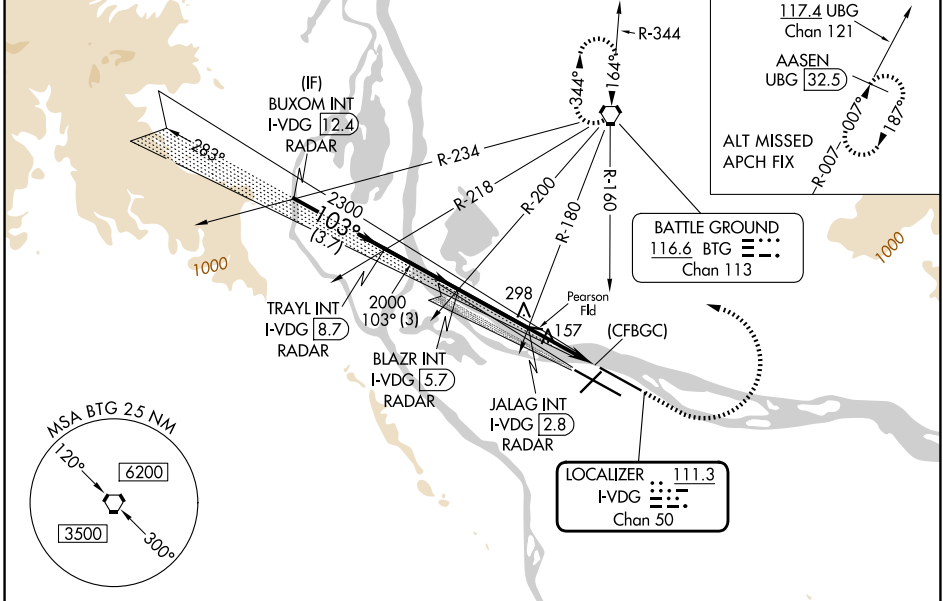 117.4 UBG
Chan 121
AASEN
UBG 32.5
R-007
007°
187°
ALT MISSED
APCH FIX
R-344
344°
164°
(IF)
BUXOM INT
I-VDG 12.4
RADAR
283°
R-234
R-218
R-200
R-180
R-160
2300
103°
(3.7)
BATTLE GROUND
116.6 BTG
Chan 113
1000
1000
TRAYL INT
I-VDG 8.7
RADAR
2000
103° (3)
298
Pearson
Fld
157
(CFBGC)
BLAZR INT
I-VDG 5.7
RADAR
JALAG INT
I-VDG 2.8
RADAR
MSA BTG 25 NM
120°
6200
3500
300°
LOCALIZER 111.3
I-VDG
Chan 50